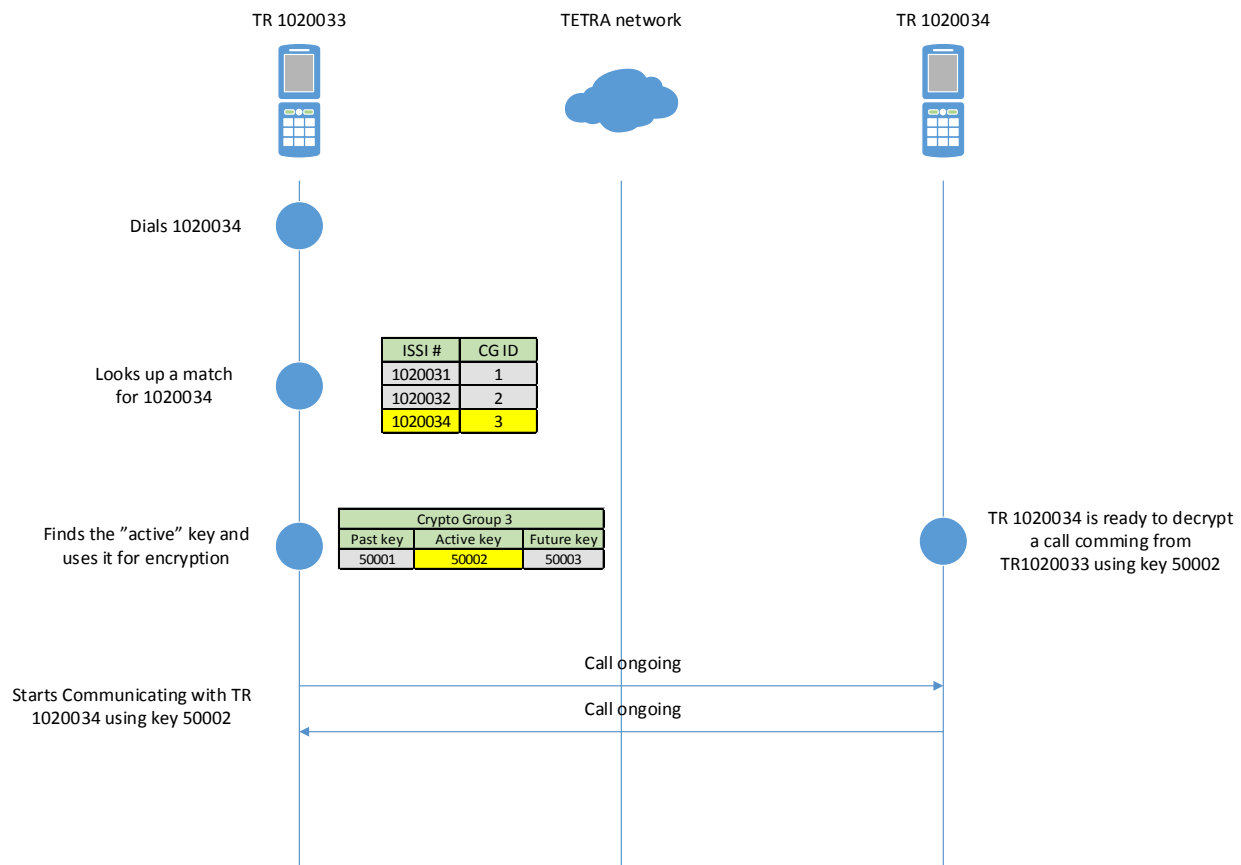 TR 1020033
TETRA network
TR 1020034
Dials 1020034
Looks up a match
for 1020034
ISSI # CG ID
1020031 1
1020032 2
1020034 3
Finds the ”active” key and
uses it for encryption
Crypto Group 3
Past key Active key Future key
50001 50002 50003
TR 1020034 is ready to decrypt
a call comming from
TR1020033 using key 50002
Call ongoing
Starts Communicating with TR
1020034 using key 50002
Call ongoing